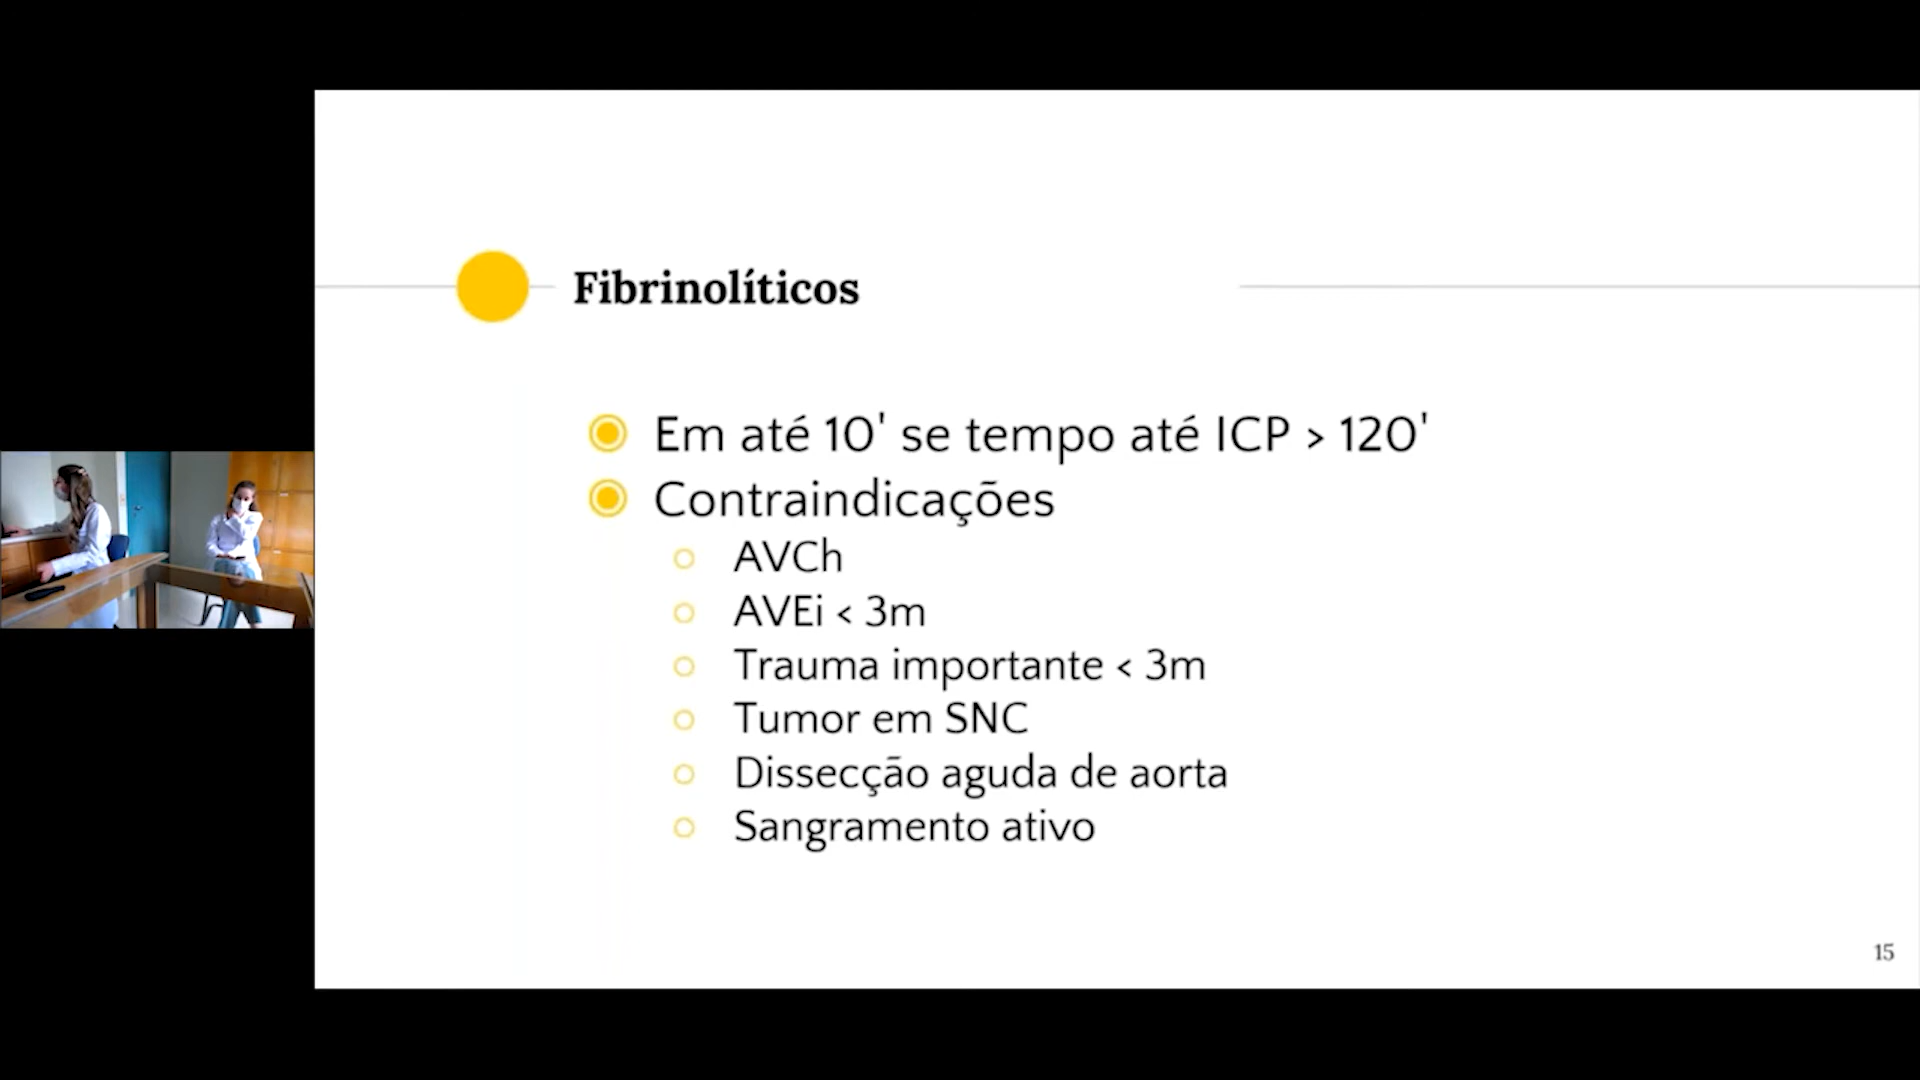 Fibrinolíticos
Em até 10' se tempo até ICP > 120'
Contraindicações
AVCh
AVEi < 3m
Trauma importante < 3m
Tumor em SNC
Dissecção aguda de aorta
Sangramento ativo
15